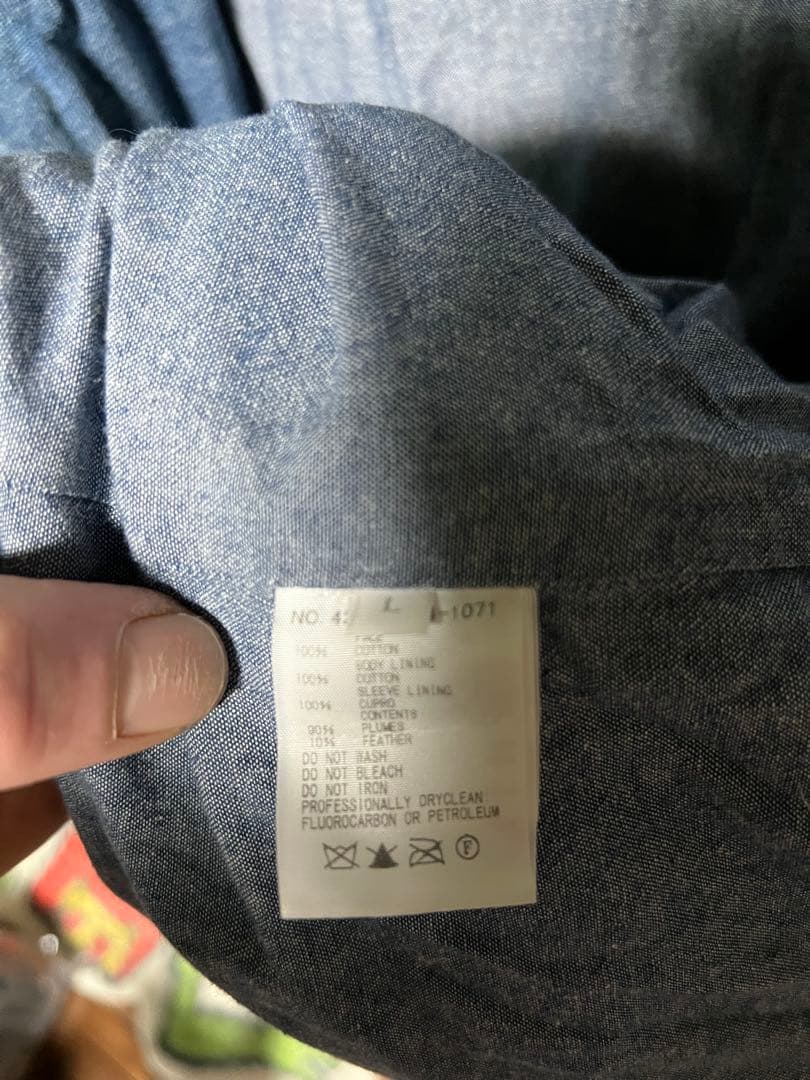 NO. 4 -1071
FACE
100% COTTON
BODY LINING
100% COTTON
SLEEVE LINING
100% CUPRO
CONTENTS
90% PLUMES
10% FEATHER
DO NOT WASH
DO NOT BLEACH
DO NOT IRON
PROFESSIONALLY DRYCLEAN
FLUOROCARBON OR PETROLEUM
F